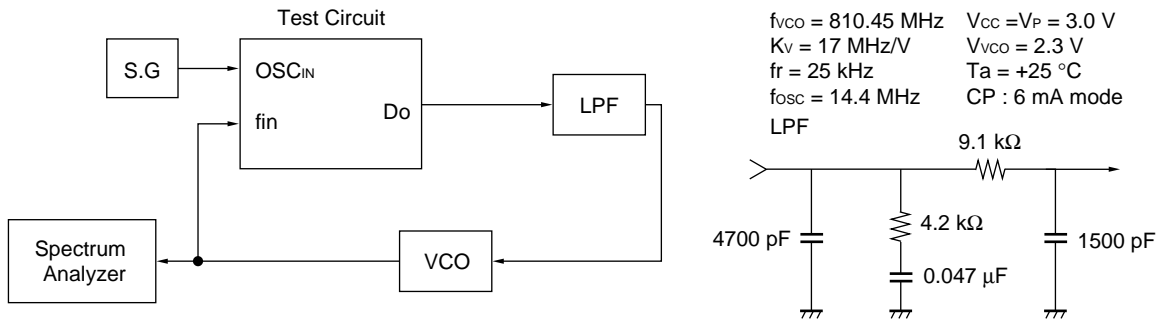 Test Circuit
S.G
OSCIN
fin
Do
LPF
VCO
Spectrum
Analyzer
fVCO = 810.45 MHz VCC =VP = 3.0 V
KV = 17 MHz/V VVCO = 2.3 V
fr = 25 kHz Ta = +25 °C
fOSC = 14.4 MHz CP : 6 mA mode
LPF
9.1 kΩ
4.2 kΩ
4700 pF
1500 pF
0.047 μF